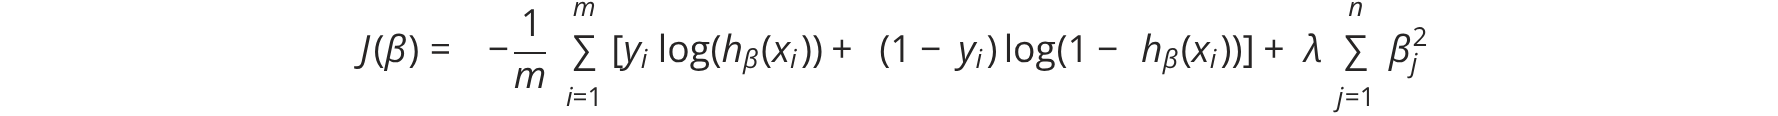 J(β) = −1/m ∑_{i=1}^{m} [y_i log(h_β(x_i)) + (1 − y_i) log(1 − h_β(x_i))] + λ ∑_{j=1}^{n} β_j^2